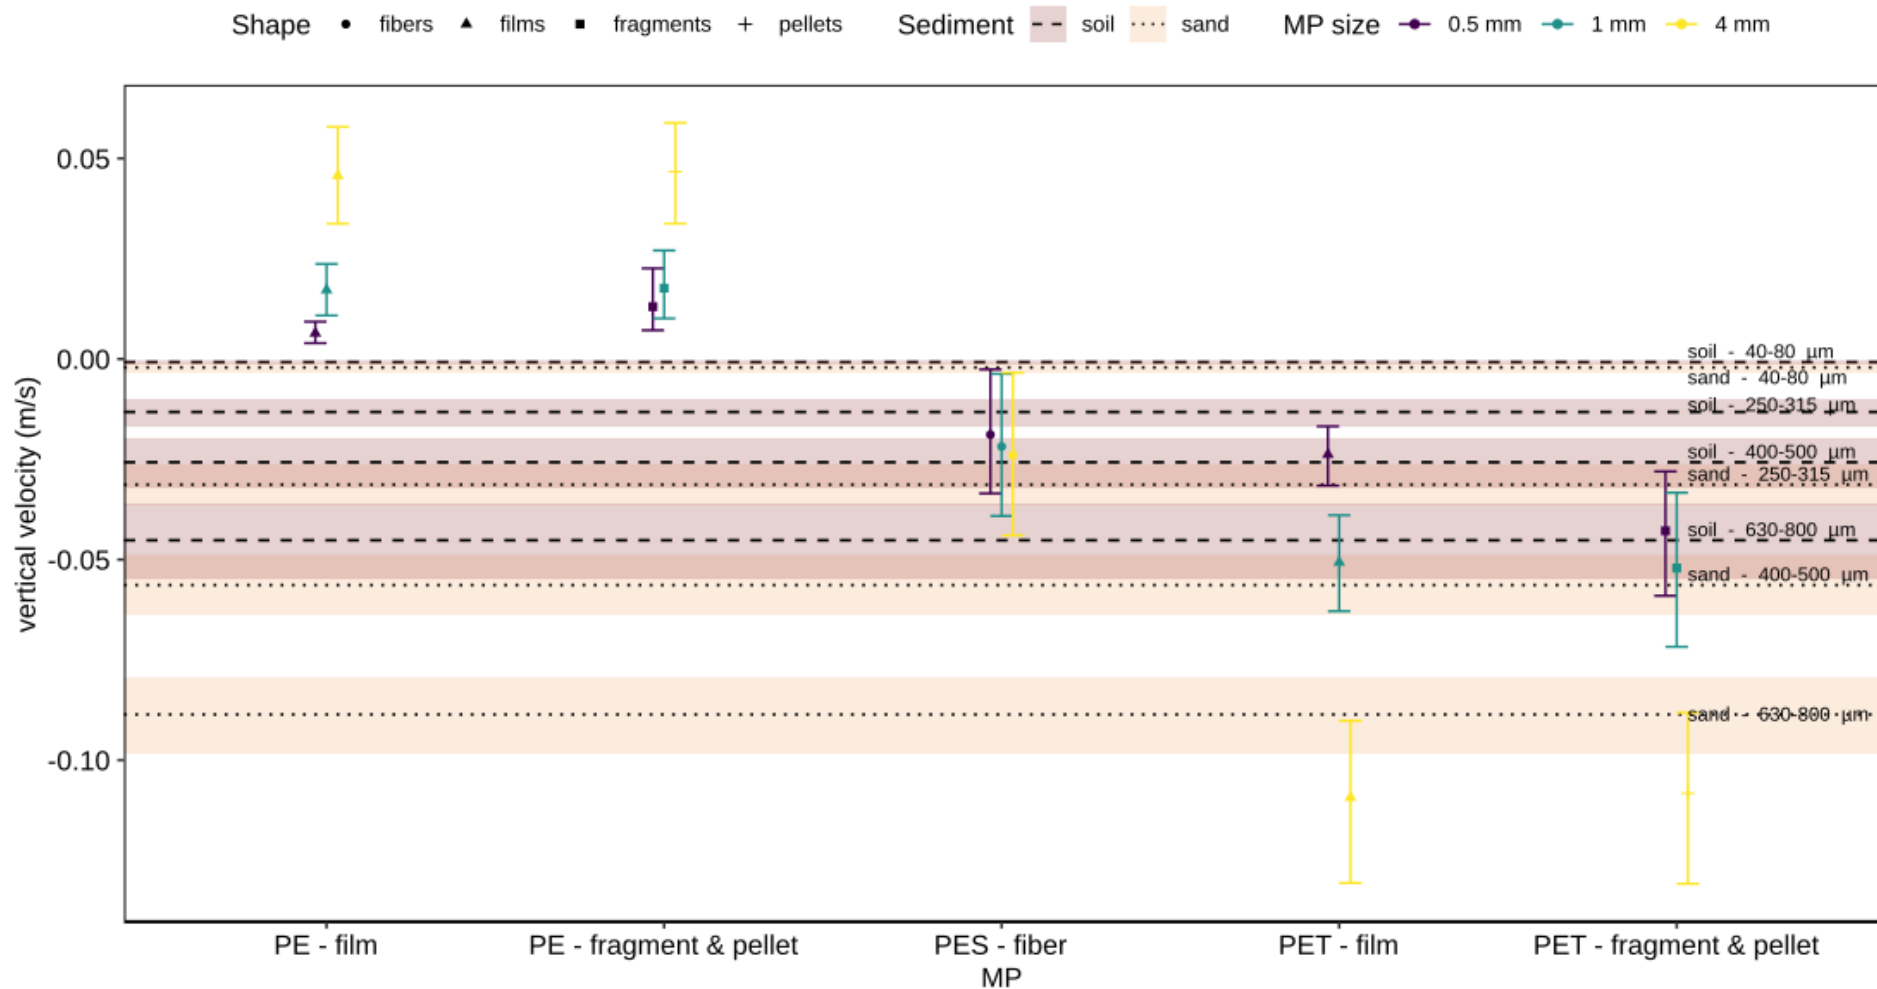 Shape fibers films fragments pellets Sediment soil sand MP size 0.5 mm 1 mm 4 mm
vertical velocity (m/s)
0.05
0.00
-0.05
-0.10
soil - 40-80 µm
sand - 40-80 µm
soil - 250-315 µm
soil - 400-500 µm
sand - 250-315 µm
soil - 630-800 µm
sand - 400-500 µm
sand - 630-800 µm
PE - film PE - fragment & pellet PES - fiber PET - film PET - fragment & pellet
MP